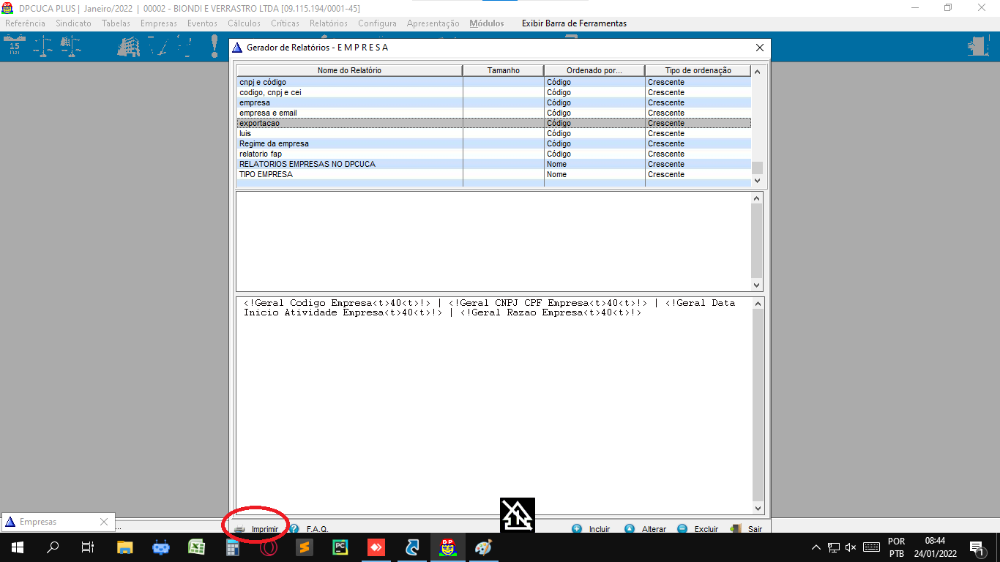 DPCUCA PLUS | Janeiro/2022 | 00002 - BIONDI E VERRASTRO LTDA [09.115.194/0001-45]
Referência Sindicato Tabelas Empresas Eventos Cálculos Críticas Relatórios Configura Apresentação Módulos Exibir Barra de Ferramentas
15
mai
Gerador de Relatórios - E M P R E S A
Nome do Relatório Tamanho Ordenado por... Tipo de ordenação
cnpj e código Código Crescente
codigo, cnpj e cei Código Crescente
empresa Código Crescente
empresa e email Código Crescente
exportacao Código Crescente
luis Código Crescente
Regime da empresa Código Crescente
relatorio fap Código Crescente
RELATORIOS EMPRESAS NO DPCUCA Nome Crescente
TIPO EMPRESA Nome Crescente
<!Geral Codigo Empresa<t>40<t>!> | <!Geral CNPJ CPF Empresa<t>40<t>!> | <!Geral Data
Inicio Atividade Empresa<t>40<t>!> | <!Geral Razao Empresa<t>40<t>!>
Empresas ...
Imprimir F.A.Q. Incluir Alterar Excluir Sair
PC
DP
POR
PTB
08:44
24/01/2022
1